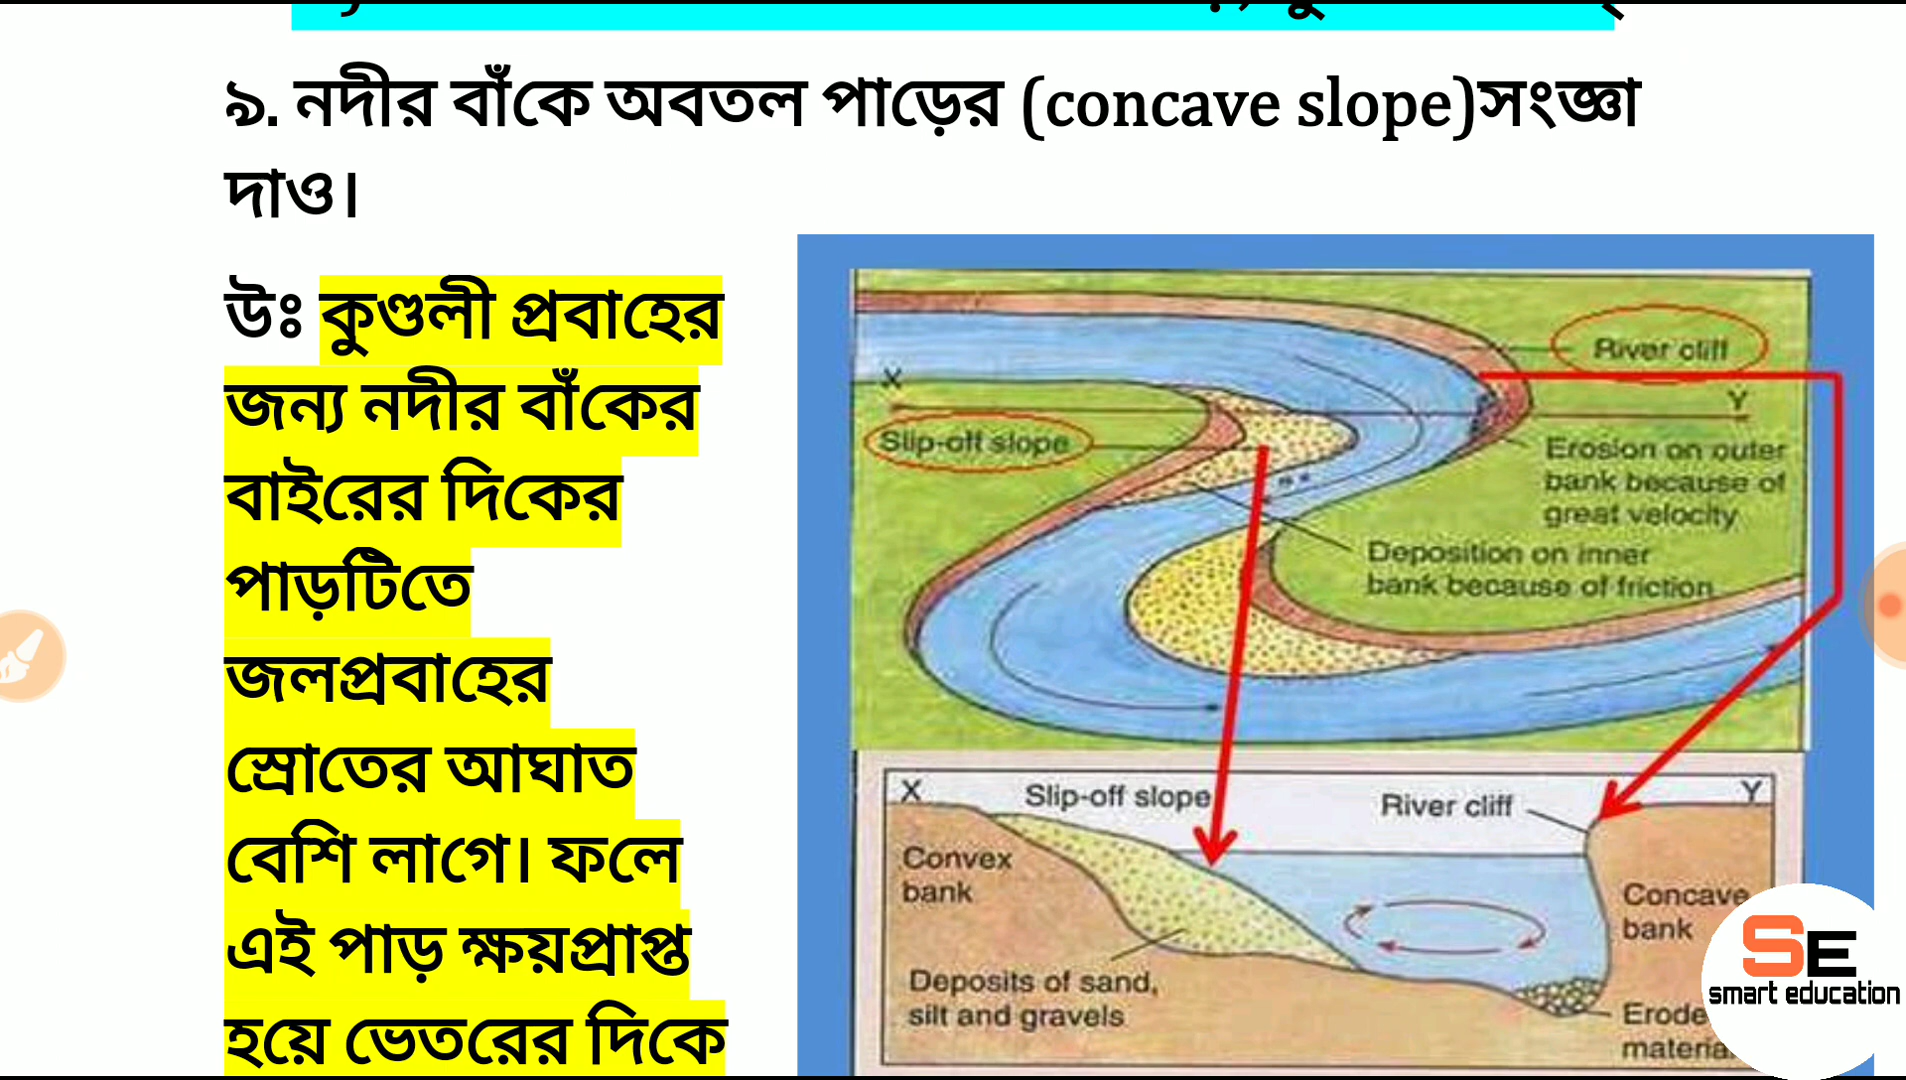 ৯. নদীর বাঁকে অবতল পাড়ের (concave slope)সংজ্ঞা
দাও।
উঃ কুণ্ডলী প্রবাহের
জন্য নদীর বাঁকের
বাইরের দিকের
পাড়টিতে
জলপ্রবাহের
স্রোতের আঘাত
বেশি লাগে। ফলে
এই পাড় ক্ষয়প্রাপ্ত
হয়ে ভেতরের দিকে
River cliff
X
Y
Slip-off slope
Erosion on outer
bank because of
great velocity
Deposition on inner
bank because of friction
X
Slip-off slope
River cliff
Y
Convex
bank
Concave
bank
Deposits of sand,
silt and gravels
SE
smart education